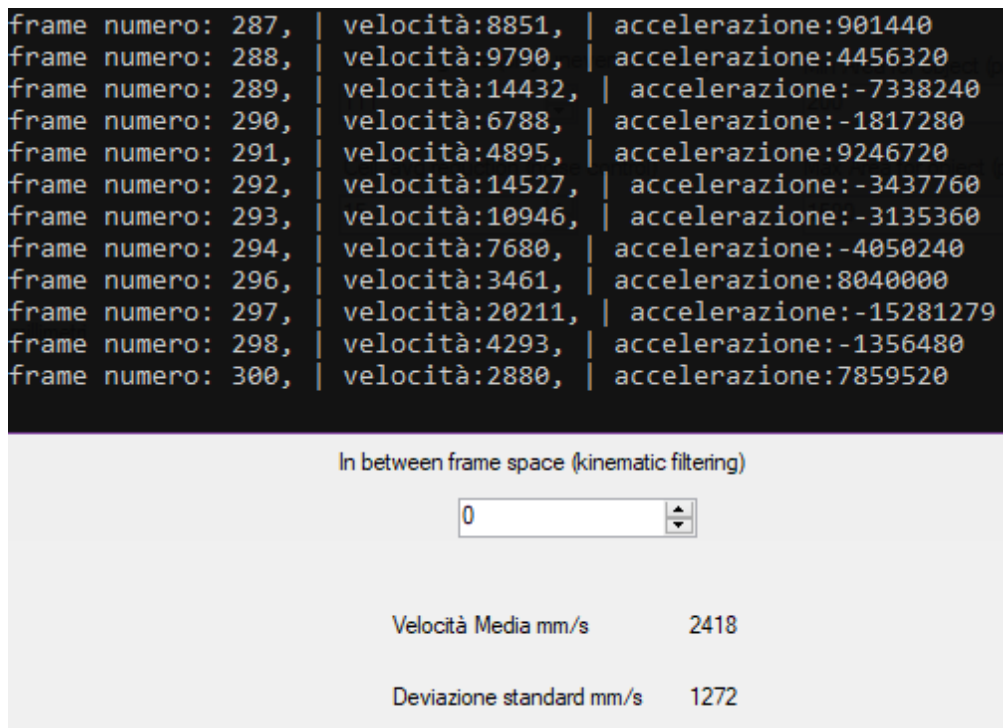 frame numero: 287, | velocità:8851, | accelerazione:901440
frame numero: 288, | velocità:9790, | accelerazione:4456320
frame numero: 289, | velocità:14432, | accelerazione:-7338240
frame numero: 290, | velocità:6788, | accelerazione:-1817280
frame numero: 291, | velocità:4895, | accelerazione:9246720
frame numero: 292, | velocità:14527, | accelerazione:-3437760
frame numero: 293, | velocità:10946, | accelerazione:-3135360
frame numero: 294, | velocità:7680, | accelerazione:-4050240
frame numero: 296, | velocità:3461, | accelerazione:8040000
frame numero: 297, | velocità:20211, | accelerazione:-15281279
frame numero: 298, | velocità:4293, | accelerazione:-1356480
frame numero: 300, | velocità:2880, | accelerazione:7859520
In between frame space (kinematic filtering)
0
Velocità Media mm/s 2418
Deviazione standard mm/s 1272